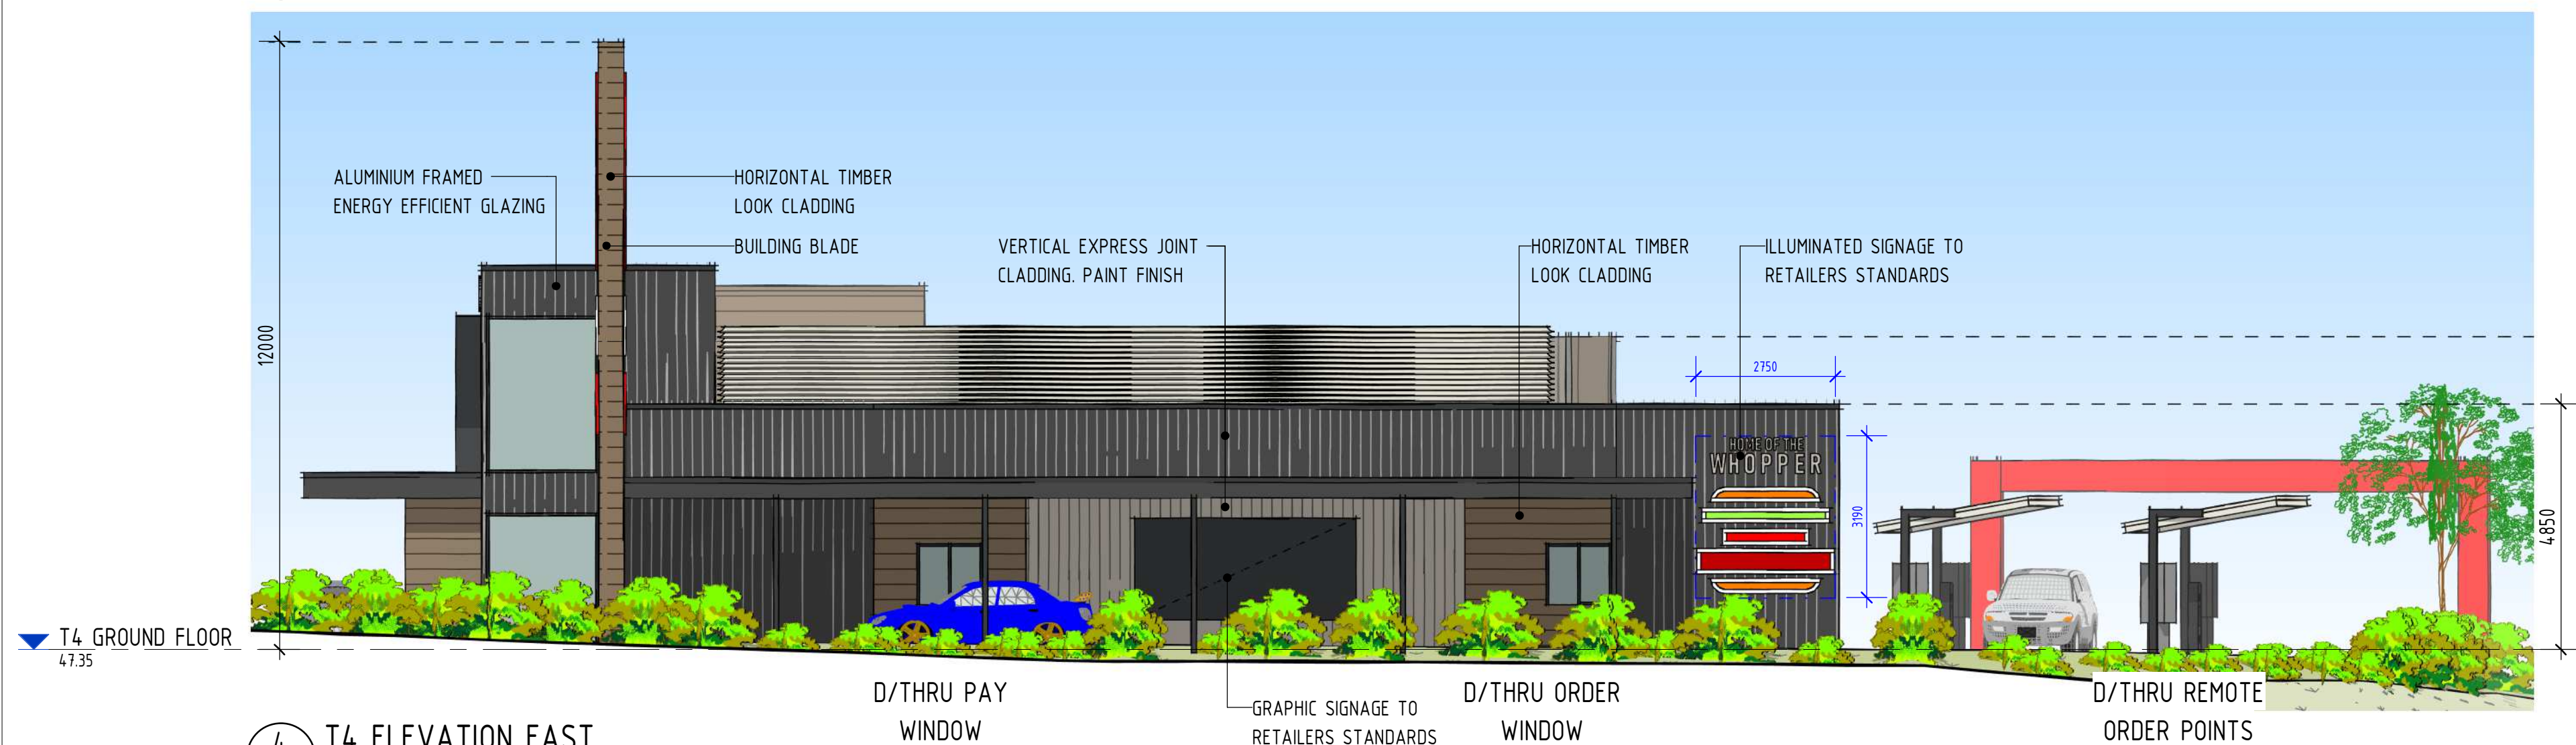 12000
ALUMINIUM FRAMED
ENERGY EFFICIENT GLAZING
HORIZONTAL TIMBER
LOOK CLADDING
BUILDING BLADE
VERTICAL EXPRESS JOINT
CLADDING. PAINT FINISH
HORIZONTAL TIMBER
LOOK CLADDING
ILLUMINATED SIGNAGE TO
RETAILERS STANDARDS
2750
HOME OF THE
WHOPPER
3190
4850
T4 GROUND FLOOR
47.35
D/THRU PAY
WINDOW
GRAPHIC SIGNAGE TO
RETAILERS STANDARDS
D/THRU ORDER
WINDOW
D/THRU REMOTE
ORDER POINTS
4
T4 ELEVATION EAST